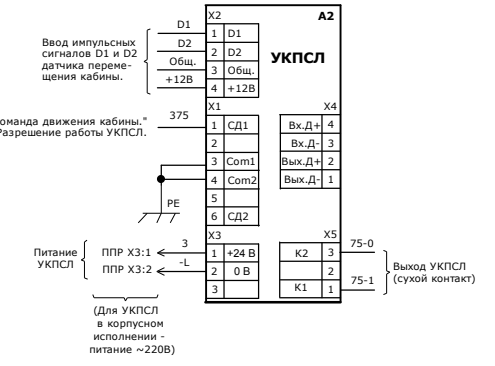 X2
A2
D1
1 D1
D2
2 D2
УКПСЛ
Общ.
3 Общ.
+12В
4 +12В
Ввод импульсных
сигналов D1 и D2
датчика переме-
щения кабины.
X1
375
1 СД1
2
3 Com1
4 Com2
5
6 СД2
оманда движения кабины."
Разрешение работы УКПСЛ.
PE
X4
Вх.Д+ 4
Вх.Д- 3
Вых.Д+ 2
Вых.Д- 1
X3
Питание
УКПСЛ
ППР Х3:1
3
1 +24 В
ППР Х3:2
-L
2 0 В
3
X5
К2 3
75-0
2
К1 1
75-1
Выход УКПСЛ
(сухой контакт)
(Для УКПСЛ
в корпусном
исполнении -
питание ~220В)